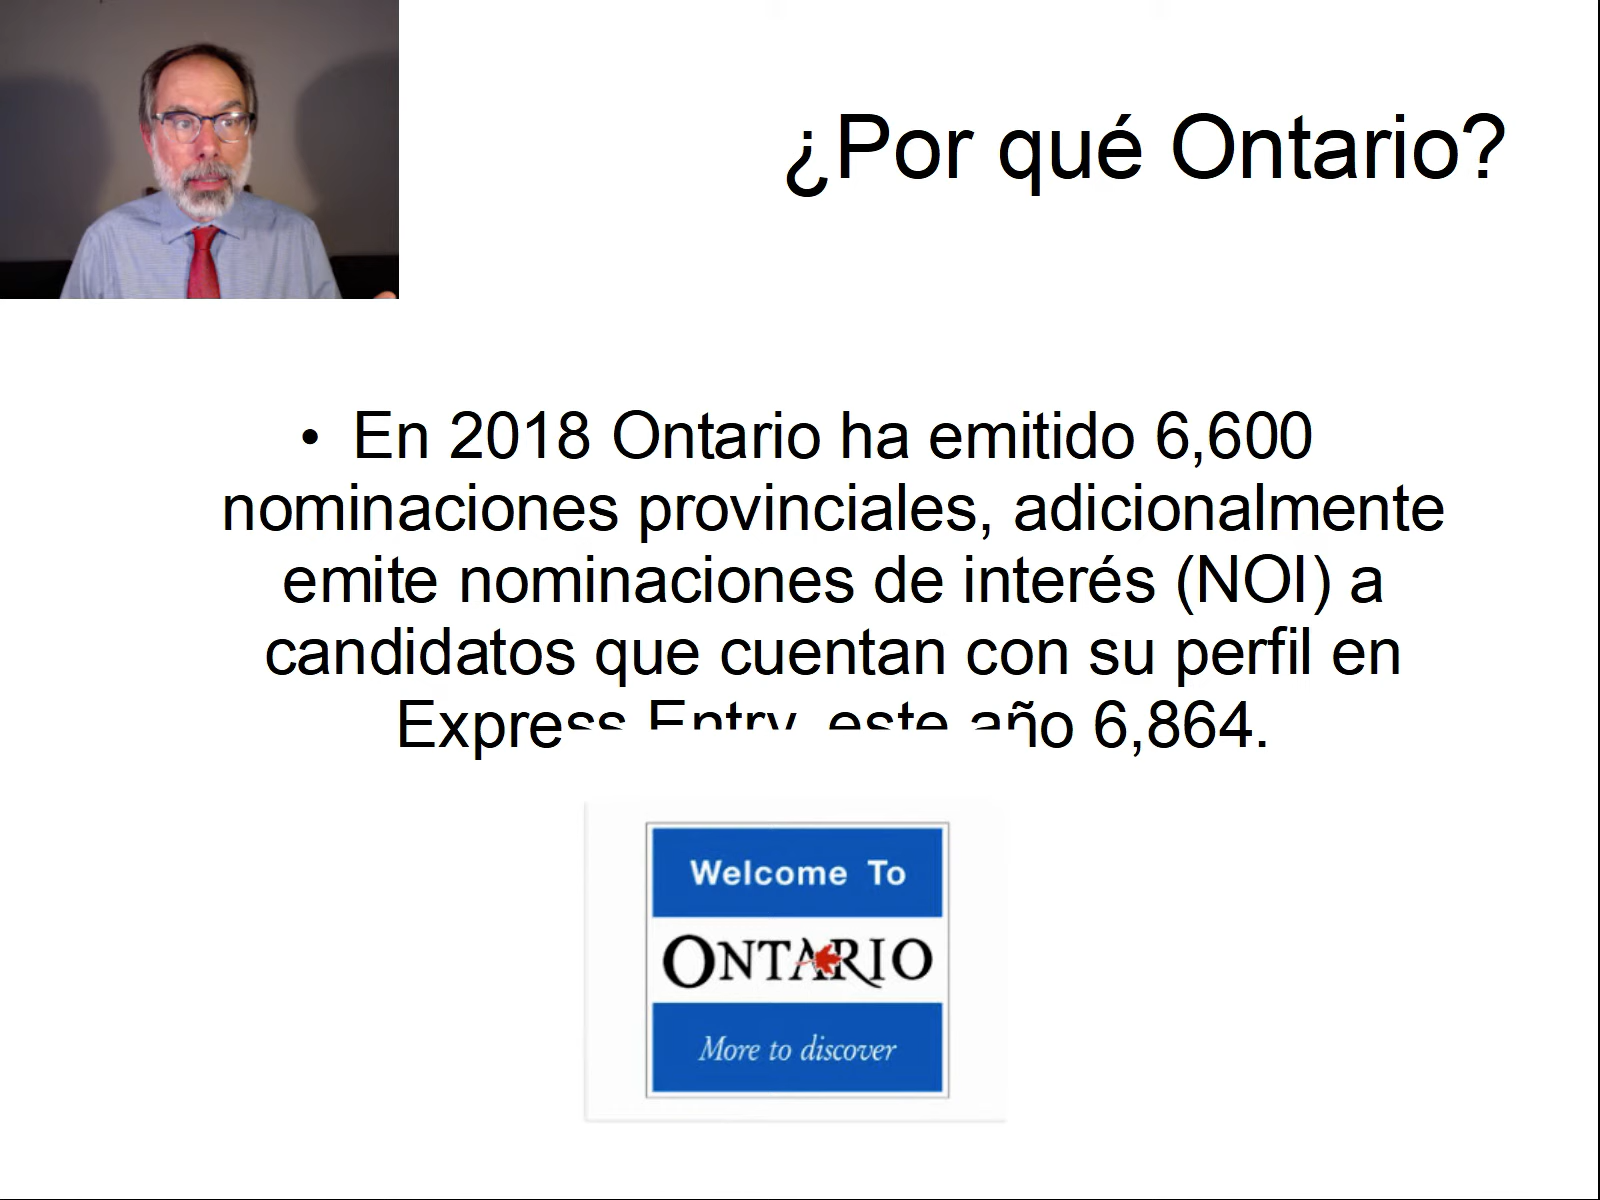 ¿Por qué Ontario?
• En 2018 Ontario ha emitido 6,600
nominaciones provinciales, adicionalmente
emite nominaciones de interés (NOI) a
candidatos que cuentan con su perfil en
Express Entry, este año 6,864.
Welcome To
ONTARIO
More to discover